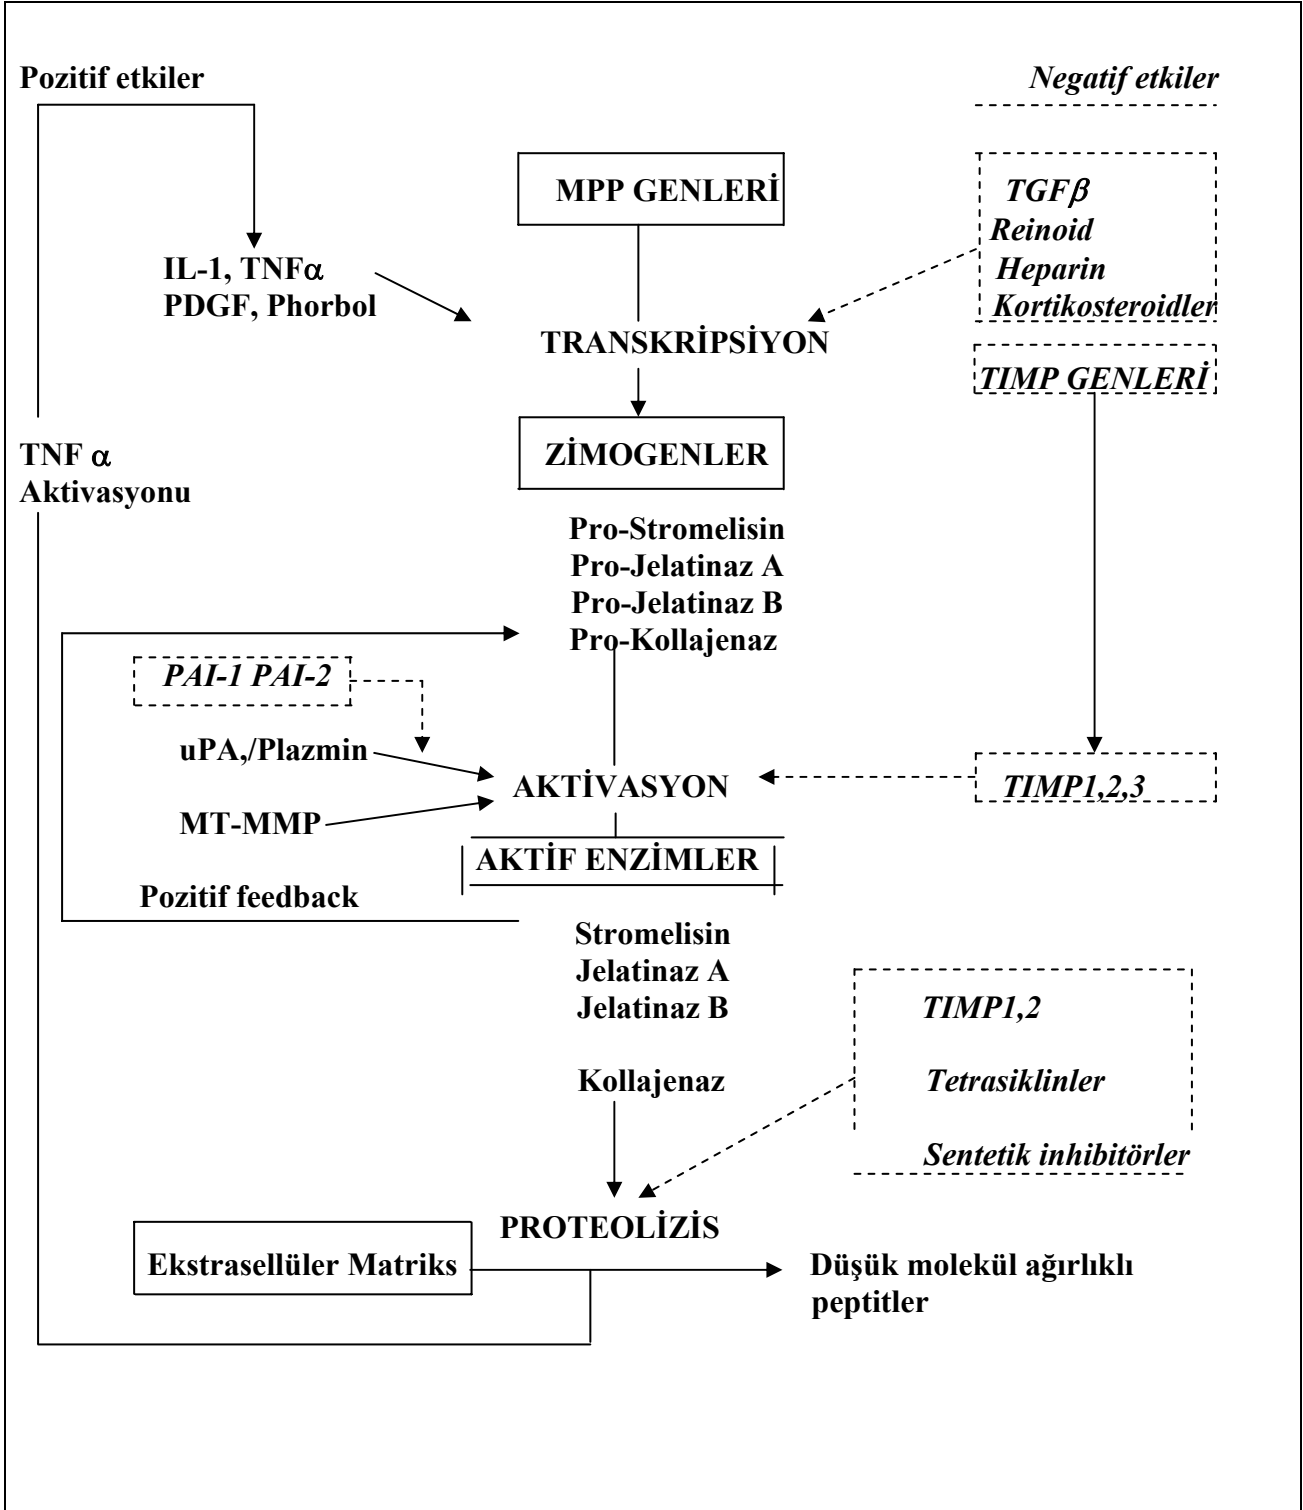 Pozitif etkiler
Negatif etkiler
MPP GENLERİ
TGFβ
Reinoid
Heparin
Kortikosteroidler
IL-1, TNFα
PDGF, Phorbol
TRANSKRİPSİYON
TIMP GENLERİ
TNF α
Aktivasyonu
ZİMOGENLER
Pro-Stromelisin
Pro-Jelatinaz A
Pro-Jelatinaz B
Pro-Kollajenaz
PAI-1 PAI-2
uPA,/Plazmin
AKTİVASYON
TIMP1,2,3
MT-MMP
AKTİF ENZİMLER
Pozitif feedback
Stromelisin
Jelatinaz A
Jelatinaz B
Kollajenaz
TIMP1,2
Tetrasiklinler
Sentetik inhibitörler
PROTEOLİZİS
Ekstrasellüler Matriks
Düşük molekül ağırlıklı
peptitler